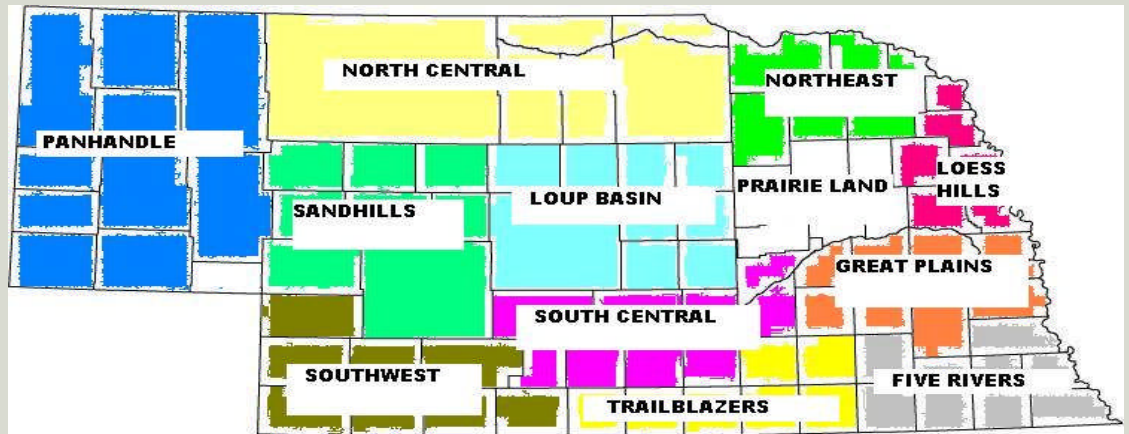 NORTH CENTRAL
NORTHEAST
PANHANDLE
LOESS
HILLS
PRAIRIE LAND
LOUP BASIN
SANDHILLS
GREAT PLAINS
SOUTH CENTRAL
SOUTHWEST
FIVE RIVERS
TRAILBLAZERS